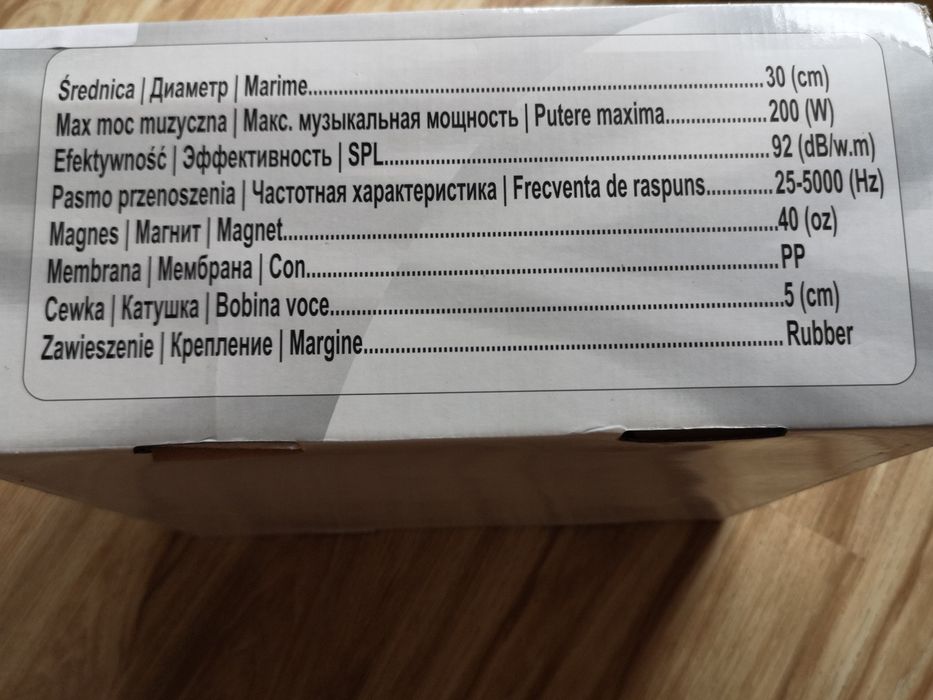 Średnica | Диаметр | Marime..............................................................30 (cm)
Max moc muzyczna | Макс. музыкальная мощность | Putere maxima..................200 (W)
Efektywność | Эффективность | SPL..............................................................92 (dB/w.m)
Pasmo przenoszenia | Частотная характеристика | Frecventa de raspuns............25-5000 (Hz)
Magnes | Магнит | Magnet..............................................................40 (oz)
Membrana | Мембрана | Con..............................................................PP
Cewka | Катушка | Bobina voce..............................................................5 (cm)
Zawieszenie | Крепление | Margine..............................................................Rubber